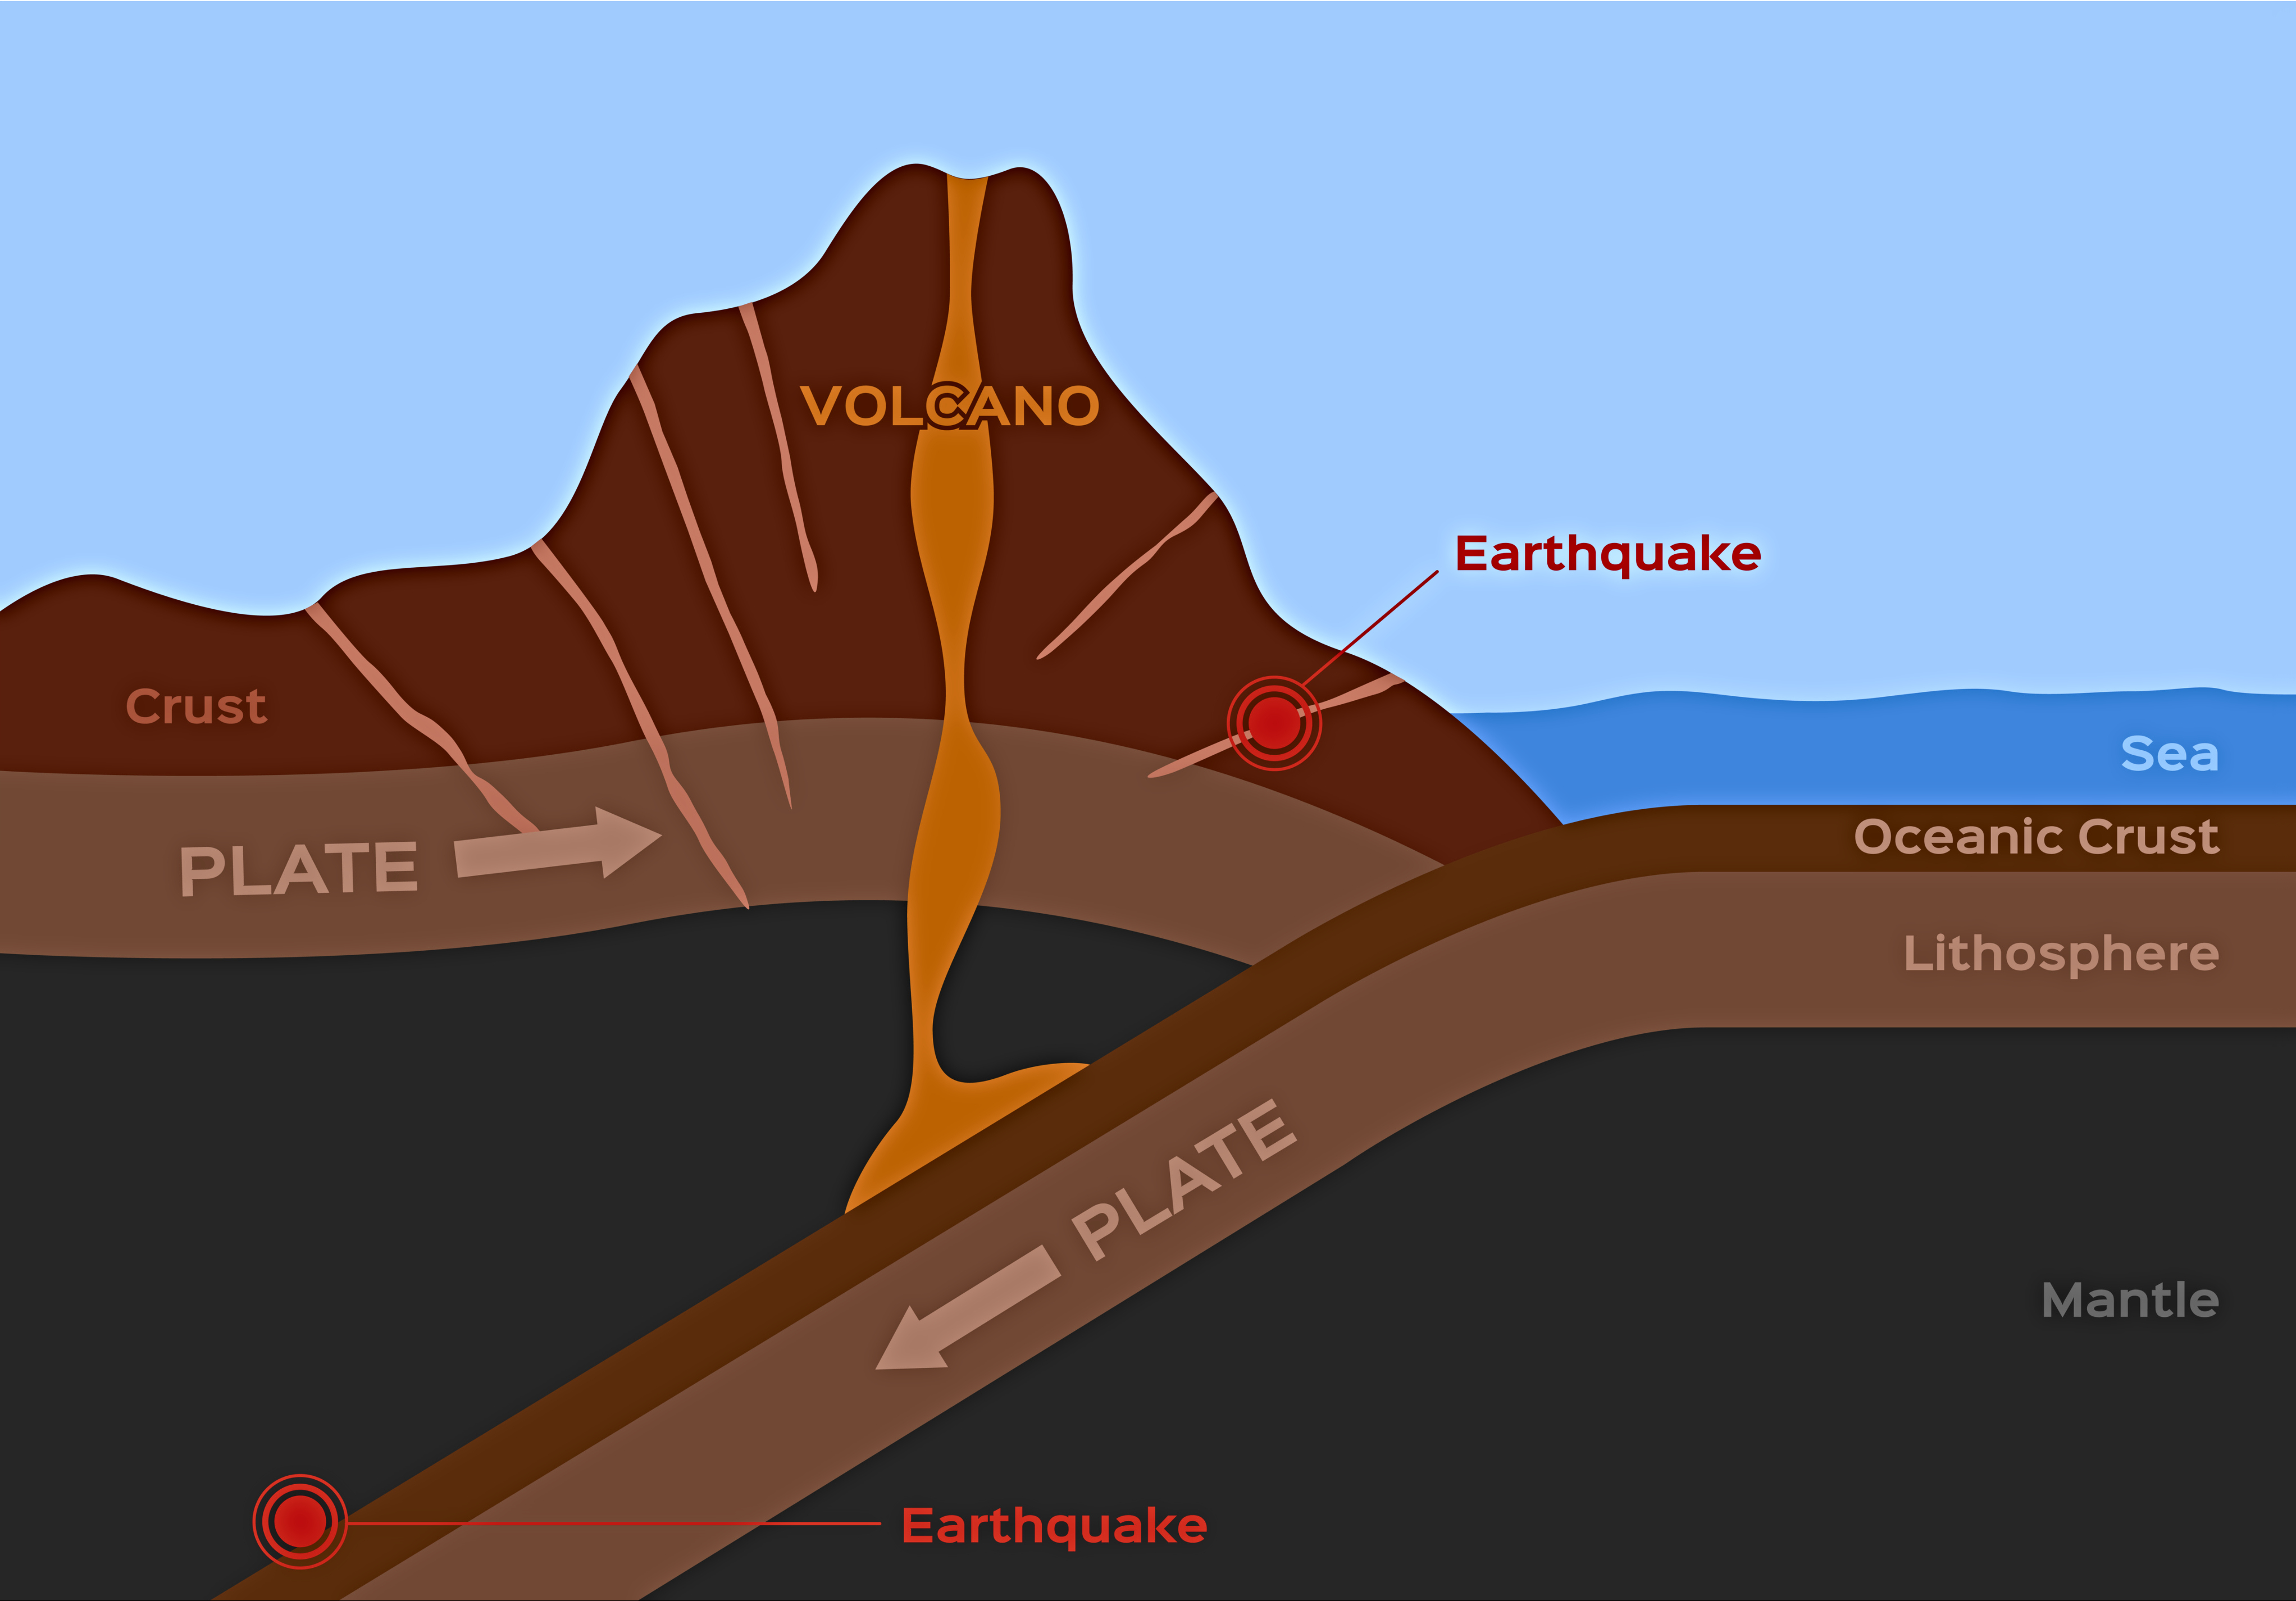 VOLCANO
Earthquake
Crust
Sea
Oceanic Crust
PLATE
Lithosphere
PLATE
Mantle
Earthquake